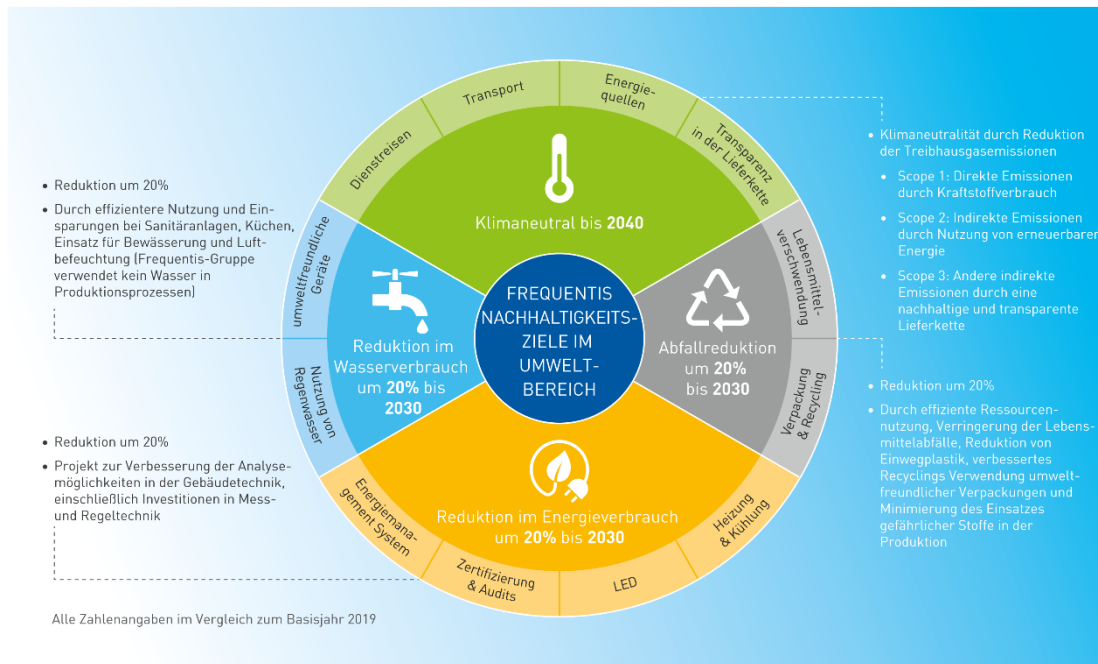 Energie-
quellen
Transport
Transparenz
in der Lieferkette
Dienstreisen
Klimaneutral bis 2040
• Klimaneutralität durch Reduktion
der Treibhausgasemissionen
• Scope 1: Direkte Emissionen
durch Kraftstoffverbrauch
• Scope 2: Indirekte Emissionen
durch Nutzung von erneuerbarer
Energie
• Scope 3: Andere indirekte
Emissionen durch eine
nachhaltige und transparente
Lieferkette
• Reduktion um 20%
• Durch effizientere Nutzung und Ein-
sparungen bei Sanitäranlagen, Küchen,
Einsatz für Bewässerung und Luft-
befeuchtung (Frequentis-Gruppe
verwendet kein Wasser in
Produktionsprozessen)
umweltfreundliche
Geräte
Nutzung von
Regenwasser
Reduktion im
Wasserverbrauch
um 20% bis
2030
FREQUENTIS
NACHHALTIGKEITS-
ZIELE IM
UMWELT-
BEREICH
Abfallreduktion
um 20%
bis 2030
Lebensmittel-
verschwendung
Verpackung
& Recycling
• Reduktion um 20%
• Durch effiziente Ressourcen-
nutzung, Verringerung der Lebens-
mittelabfälle, Reduktion von
Einwegplastik, verbessertes
Recyclings Verwendung umwelt-
freundlicher Verpackungen und
Minimierung des Einsatzes
gefährlicher Stoffe in der
Produktion
• Reduktion um 20%
• Projekt zur Verbesserung der Analyse-
möglichkeiten in der Gebäudetechnik,
einschließlich Investitionen in Mess-
und Regeltechnik
Reduktion im Energieverbrauch
um 20% bis 2030
Energiemana-
gement System
Zertifizierung
& Audits
LED
Heizung
& Kühlung
Alle Zahlenangaben im Vergleich zum Basisjahr 2019